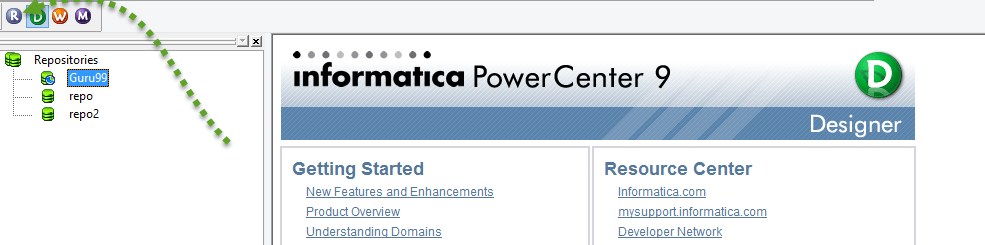 R D W M
Repositories
Guru99
repo
repo2
informatica PowerCenter 9
D
Designer
Getting Started
New Features and Enhancements
Product Overview
Understanding Domains
Resource Center
Informatica.com
mysupport.informatica.com
Developer Network